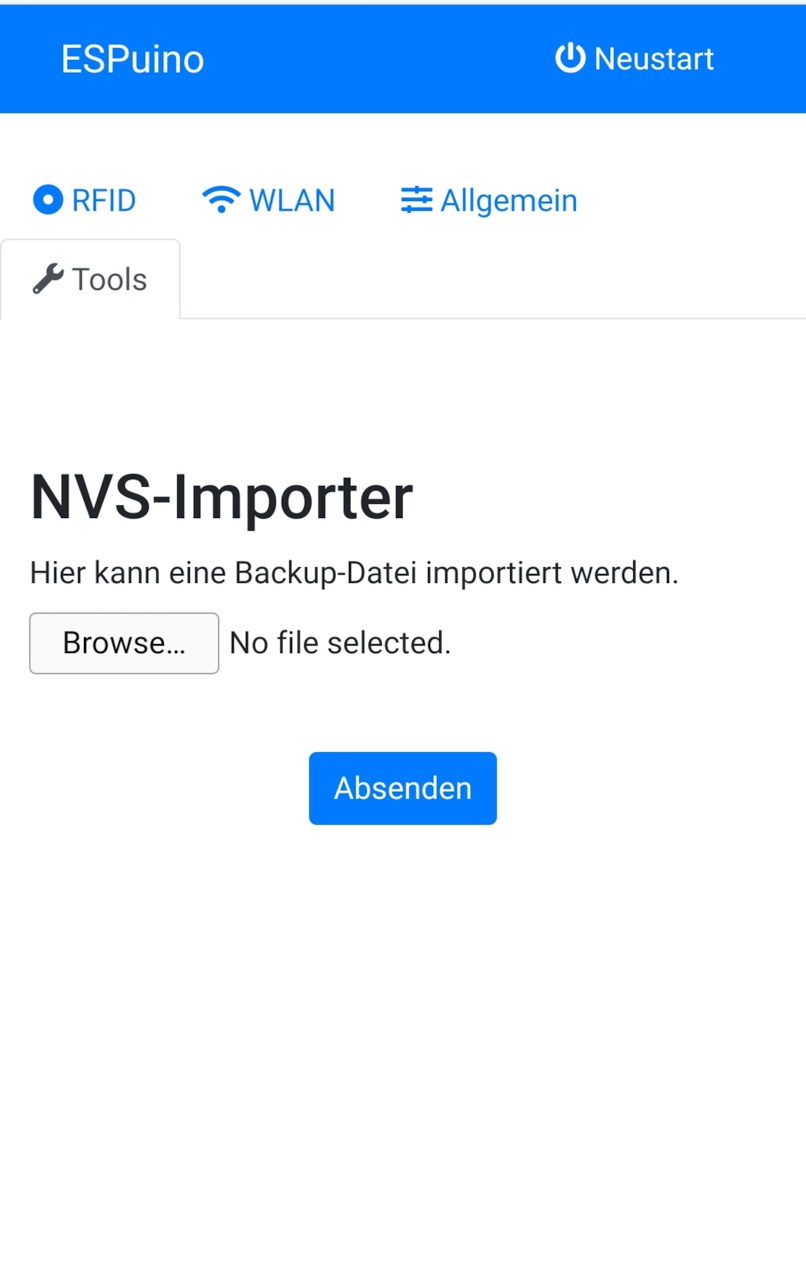 ESPuino
Neustart
RFID
WLAN
Allgemein
Tools
NVS-Importer
Hier kann eine Backup-Datei importiert werden.
Browse… No file selected.
Absenden